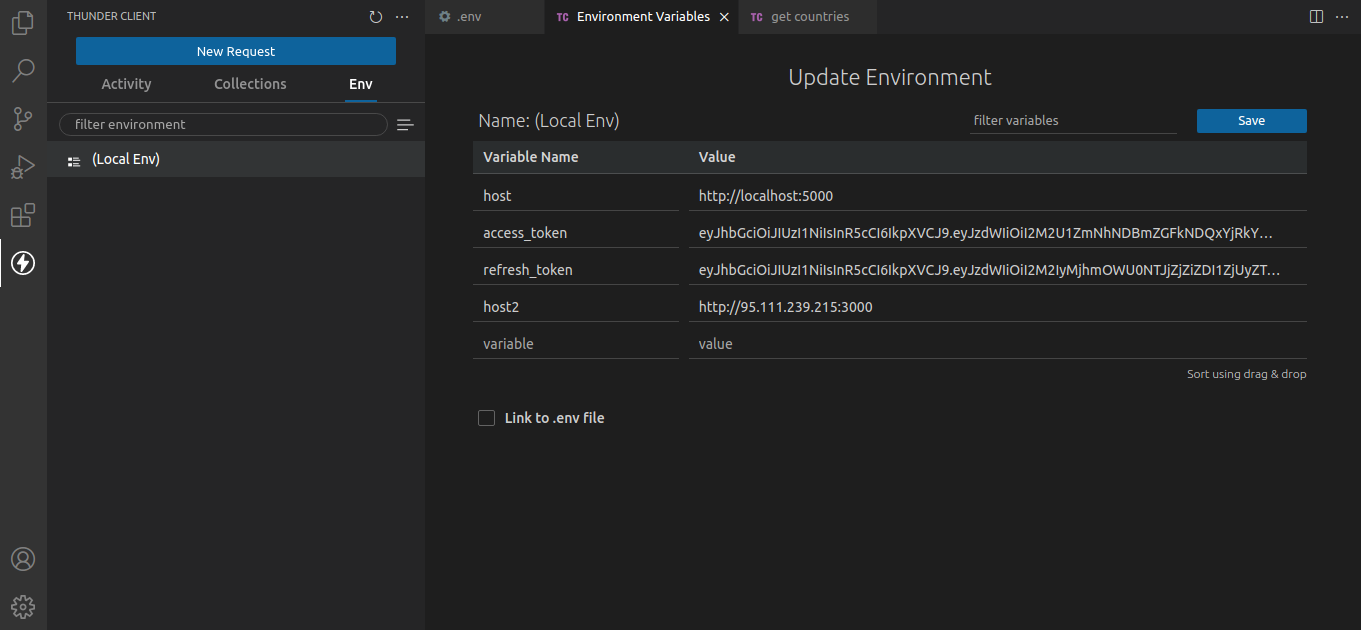 THUNDER CLIENT
New Request
Activity Collections Env
filter environment
(Local Env)
.env
TC Environment Variables
TC get countries
Update Environment
Name: (Local Env)
filter variables
Save
Variable Name Value
host http://localhost:5000
access_token eyJhbGciOiJIUzI1NiIsInR5cCI6IkpXVCJ9.eyJzdWIiOiI2M2U1ZmNhNDBmZGFkNDQxYjRkY...
refresh_token eyJhbGciOiJIUzI1NiIsInR5cCI6IkpXVCJ9.eyJzdWIiOiI2M2IyMjhmOWU0NTJjZjZiZDI1ZjUyZT...
host2 http://95.111.239.215:3000
variable value
Sort using drag & drop
Link to .env file